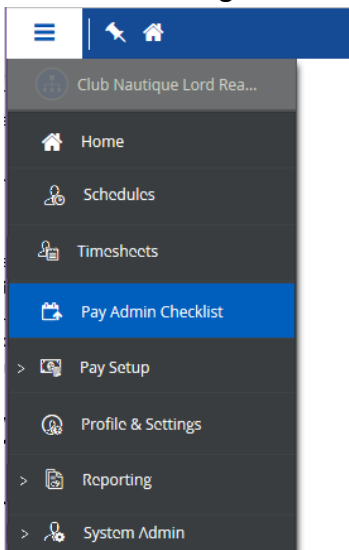 Club Nautique Lord Rea...
Home
Schedules
Timesheets
Pay Admin Checklist
> Pay Setup
Profile & Settings
> Reporting
> System Admin